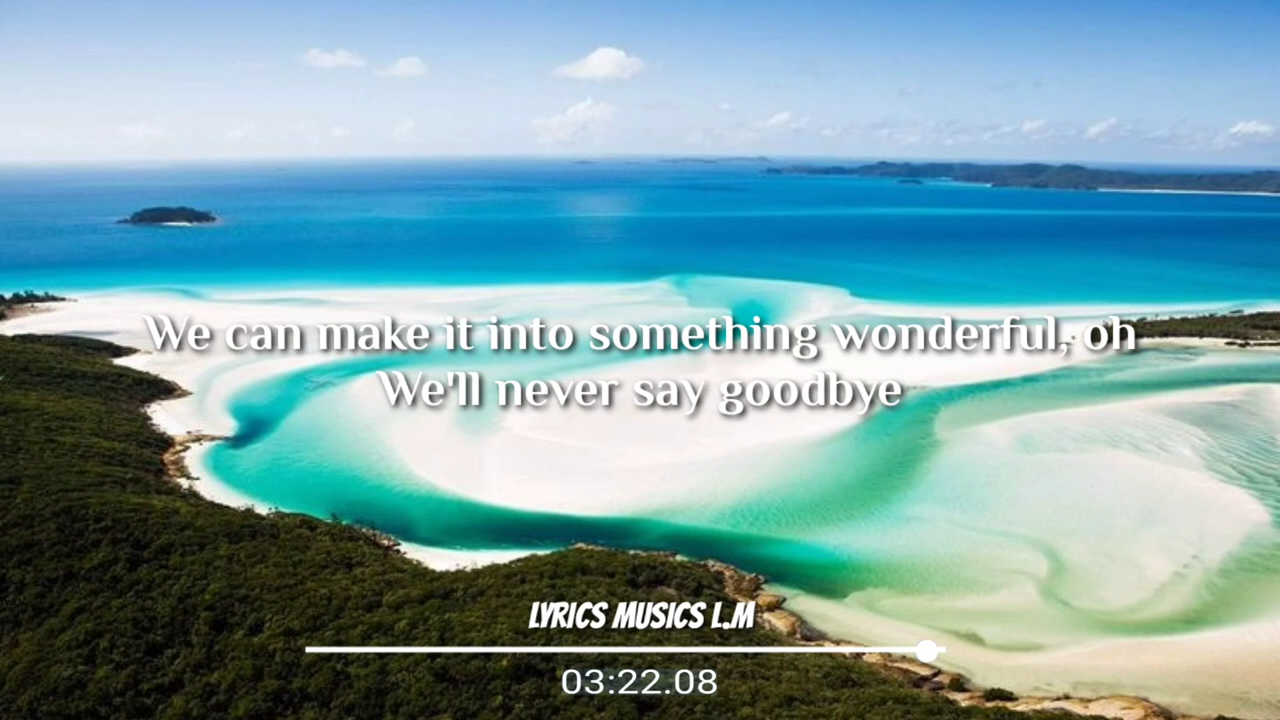 We can make it into something wonderful, oh
We'll never say goodbye
LYRICS MUSICS L.M
03:22.08